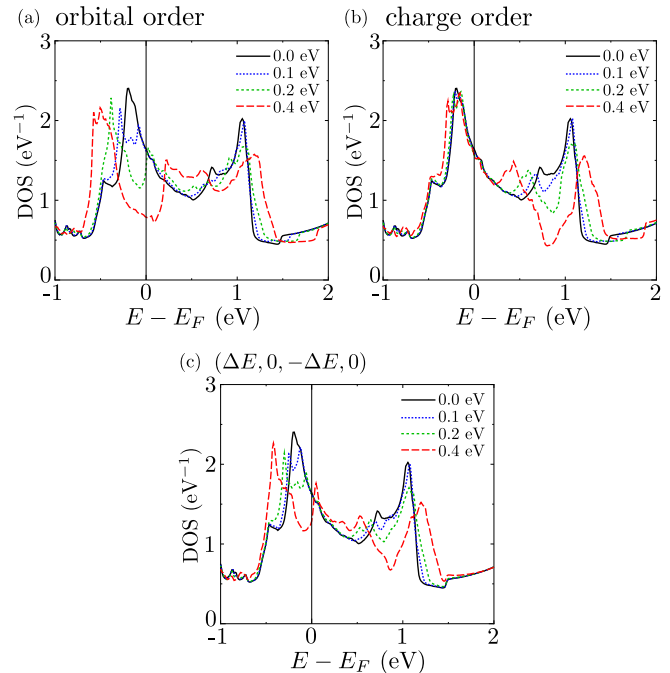 (a) orbital order
3
2
1
0
DOS (eV⁻¹)
0.0 eV
0.1 eV
0.2 eV
0.4 eV
-1 0 1 2
E − E_F (eV)
(b) charge order
3
2
1
0
DOS (eV⁻¹)
0.0 eV
0.1 eV
0.2 eV
0.4 eV
-1 0 1 2
E − E_F (eV)
(c) (ΔE, 0, −ΔE, 0)
3
2
1
0
DOS (eV⁻¹)
0.0 eV
0.1 eV
0.2 eV
0.4 eV
-1 0 1 2
E − E_F (eV)